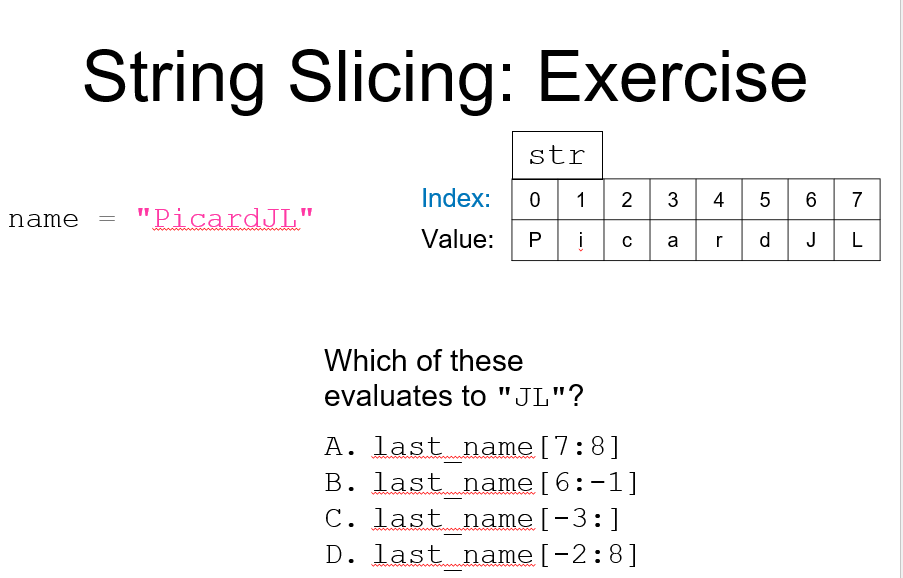 String Slicing: Exercise
str
name = "PicardJL"
Index: 0 1 2 3 4 5 6 7
Value: P i c a r d J L
Which of these
evaluates to "JL"?
A. last_name[7:8]
B. last_name[6:-1]
C. last_name[-3:]
D. last_name[-2:8]